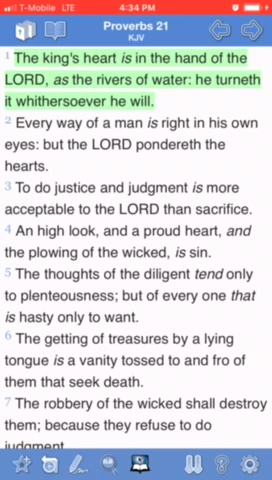 T-Mobile LTE 4:34 PM
Proverbs 21
KJV
1 The king's heart is in the hand of the
LORD, as the rivers of water: he turneth
it whithersoever he will.
2 Every way of a man is right in his own
eyes: but the LORD pondereth the
hearts.
3 To do justice and judgment is more
acceptable to the LORD than sacrifice.
4 An high look, and a proud heart, and
the plowing of the wicked, is sin.
5 The thoughts of the diligent tend only
to plenteousness; but of every one that
is hasty only to want.
6 The getting of treasures by a lying
tongue is a vanity tossed to and fro of
them that seek death.
7 The robbery of the wicked shall destroy
them; because they refuse to do
judgment.